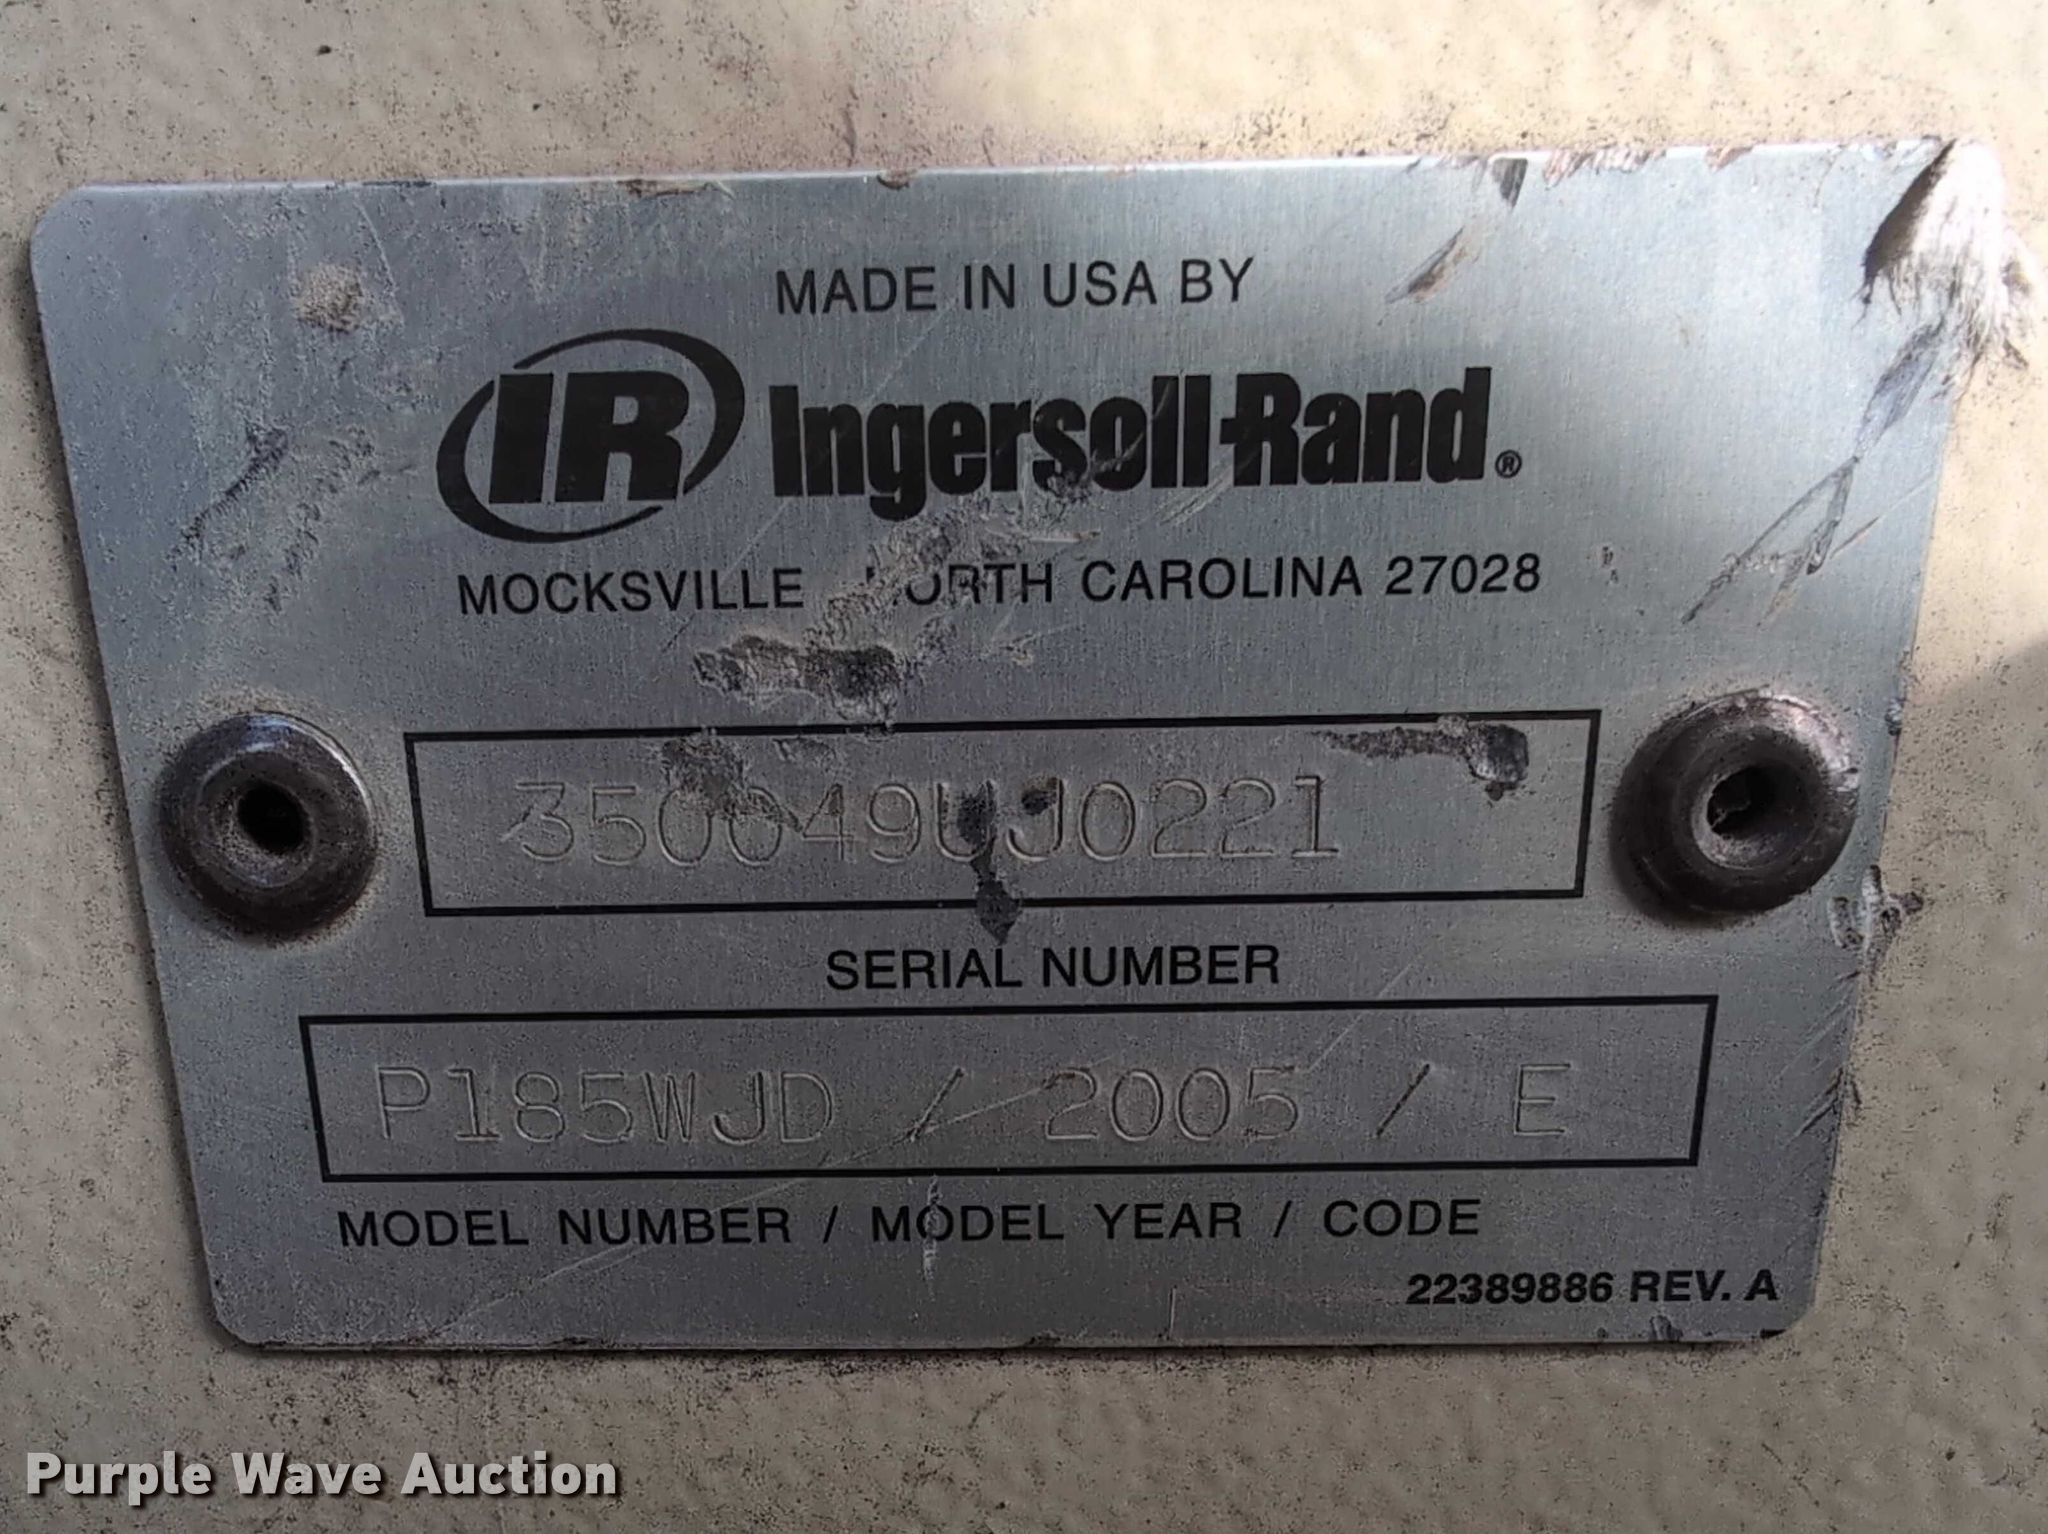 MADE IN USA BY
IR Ingersoll-Rand®
MOCKSVILLE NORTH CAROLINA 27028
350049UJ0221
SERIAL NUMBER
P185WJD / 2005 / E
MODEL NUMBER / MODEL YEAR / CODE
22389886 REV. A
Purple Wave Auction